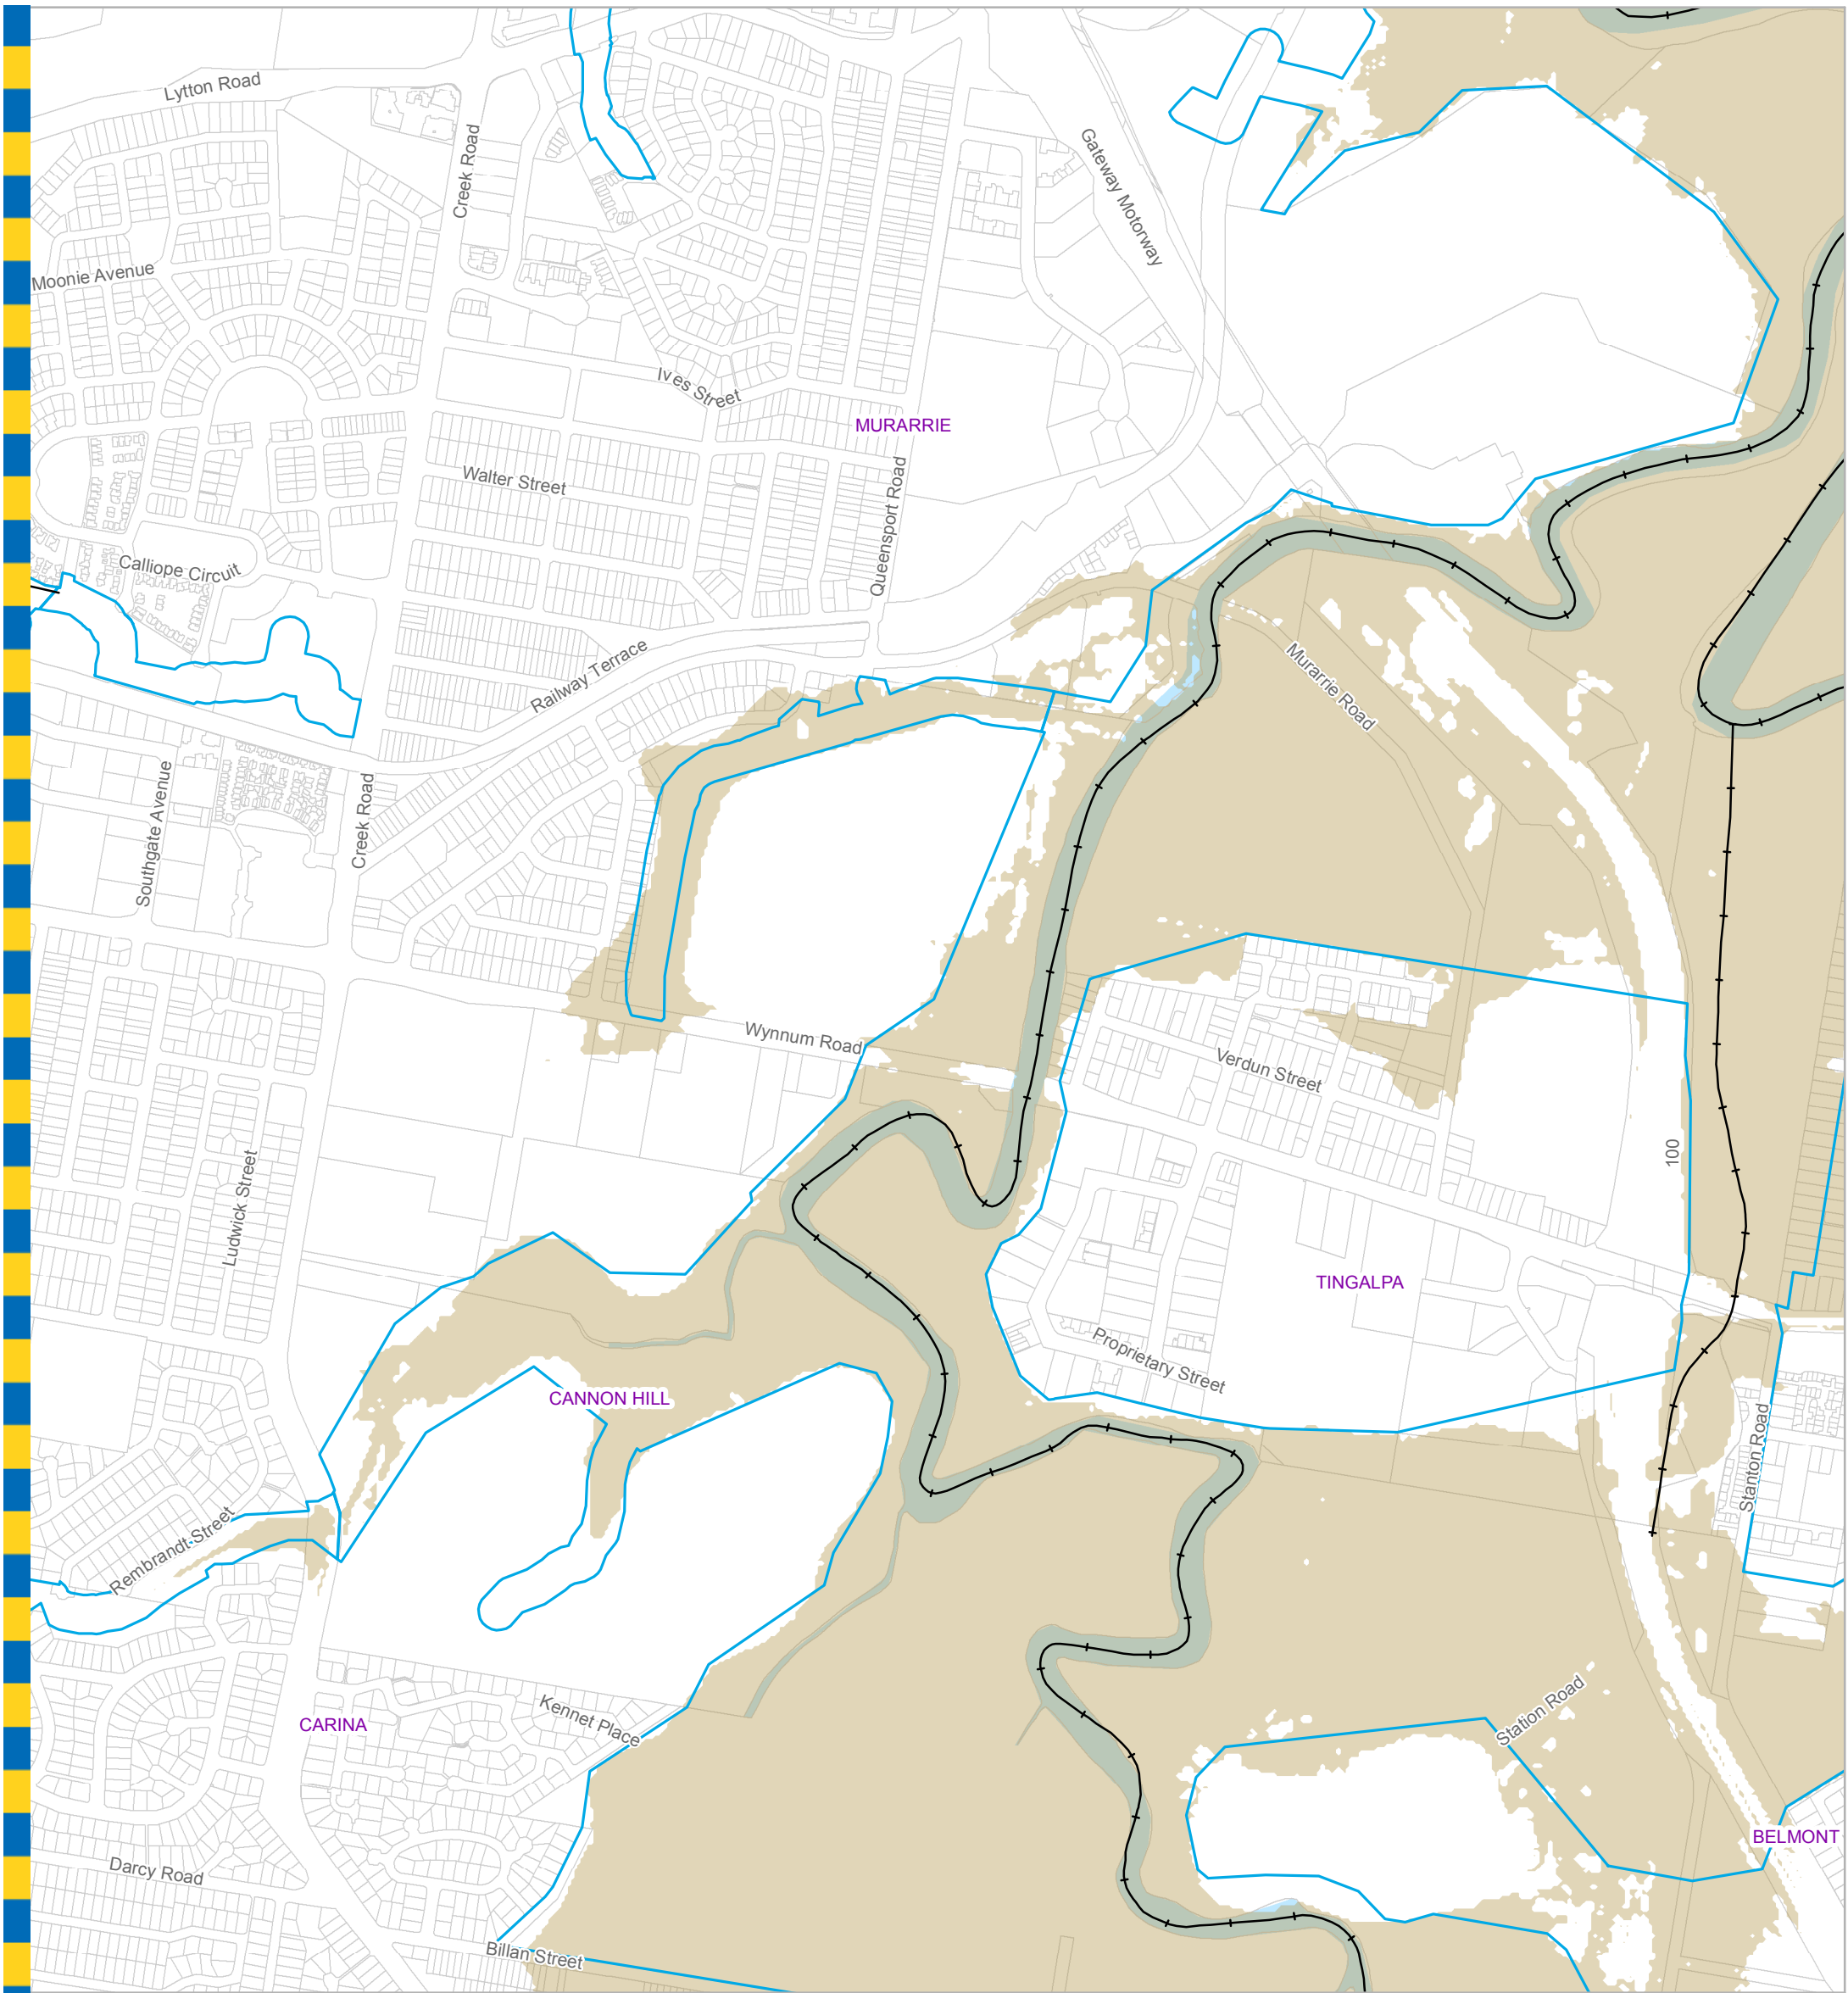 Lytton Road
Creek Road
Gateway Motorway
Moonie Avenue
Ives Street
MURARRIE
Walter Street
Queensport Road
Calliope Circuit
Railway Terrace
Murarrie Road
Southgate Avenue
Creek Road
Wynnum Road
Verdun Street
100
Ludwick Street
TINGALPA
Proprietary Street
CANNON HILL
Stanton Road
Rembrandt Street
Station Road
Kennet Place
CARINA
BELMONT
Darcy Road
Billan Street